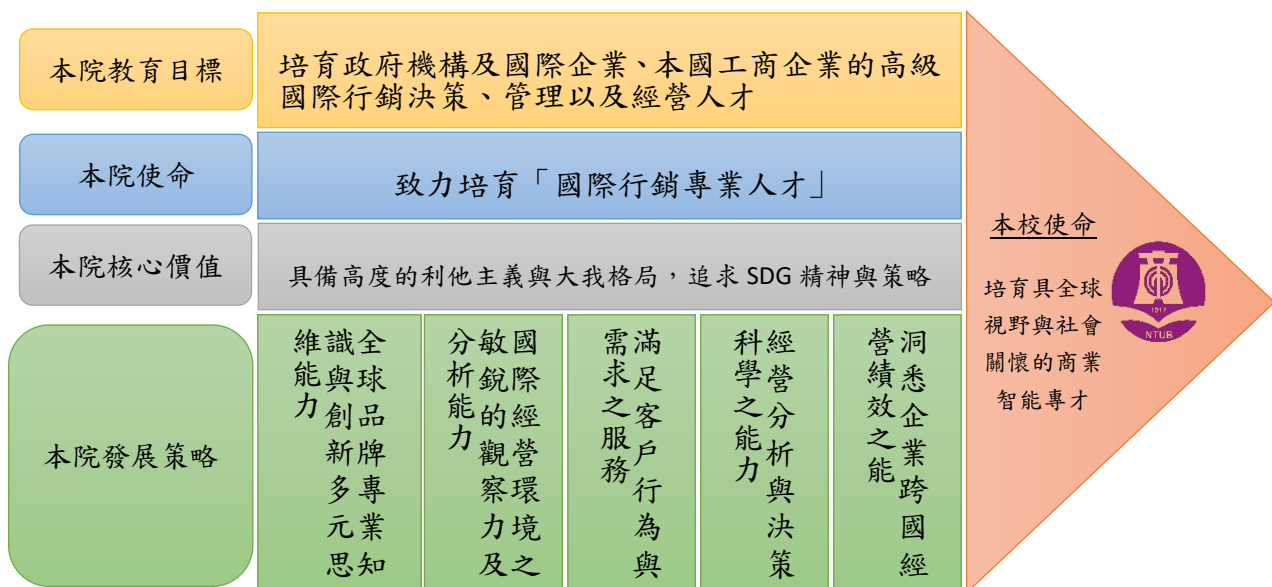 本院教育目標
培育政府機構及國際企業、本國工商企業的高級
國際行銷決策、管理以及經營人才
本院使命
致力培育「國際行銷專業人才」
本院核心價值
具備高度的利他主義與大我格局，追求 SDG 精神與策略
本院發展策略
全球品牌專業知
識與創新多元思
維能力
國際經營環境之
敏銳的觀察力及
分析能力
滿足客戶行為與
需求之服務
經營分析與決策
科學之能力
洞悉企業跨國經
營績效之能
本校使命
培育具全球
視野與社會
關懷的商業
智能專才
1917
NTUB